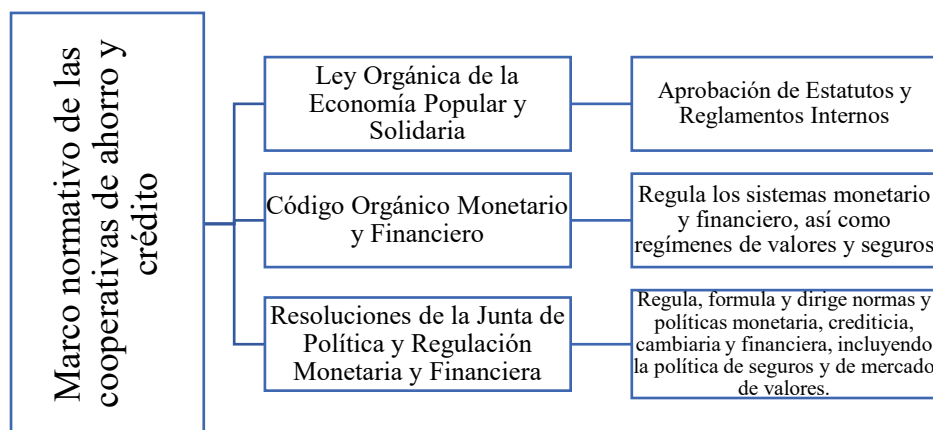 Marco normativo de las
cooperativas de ahorro y
crédito
Ley Orgánica de la
Economía Popular y
Solidaria
Aprobación de Estatutos y
Reglamentos Internos
Código Orgánico Monetario
y Financiero
Regula los sistemas monetario
y financiero, así como
regímenes de valores y seguros
Resoluciones de la Junta de
Política y Regulación
Monetaria y Financiera
Regula, formula y dirige normas y
políticas monetaria, crediticia,
cambiaria y financiera, incluyendo
la política de seguros y de mercado
de valores.